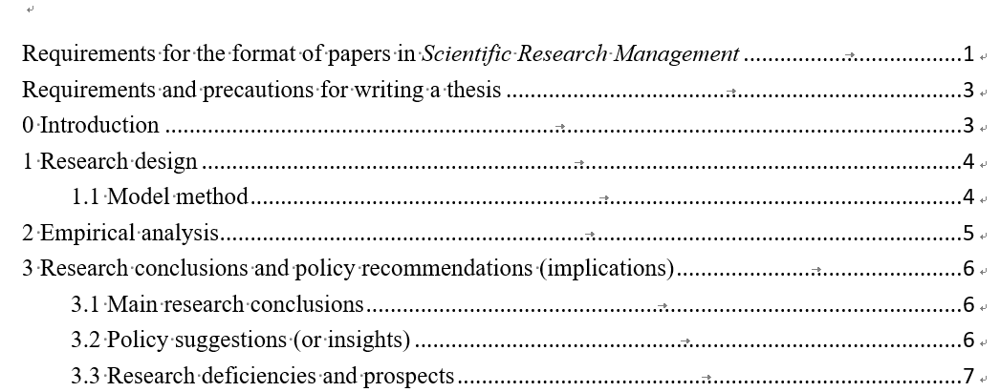 Requirements for the format of papers in Scientific Research Management ........................................ 1
Requirements and precautions for writing a thesis ........................................ 3
0 Introduction ........................................ 3
1 Research design ........................................ 4
1.1 Model method ........................................ 4
2 Empirical analysis ........................................ 5
3 Research conclusions and policy recommendations (implications) ........................................ 6
3.1 Main research conclusions ........................................ 6
3.2 Policy suggestions (or insights) ........................................ 6
3.3 Research deficiencies and prospects ........................................ 7